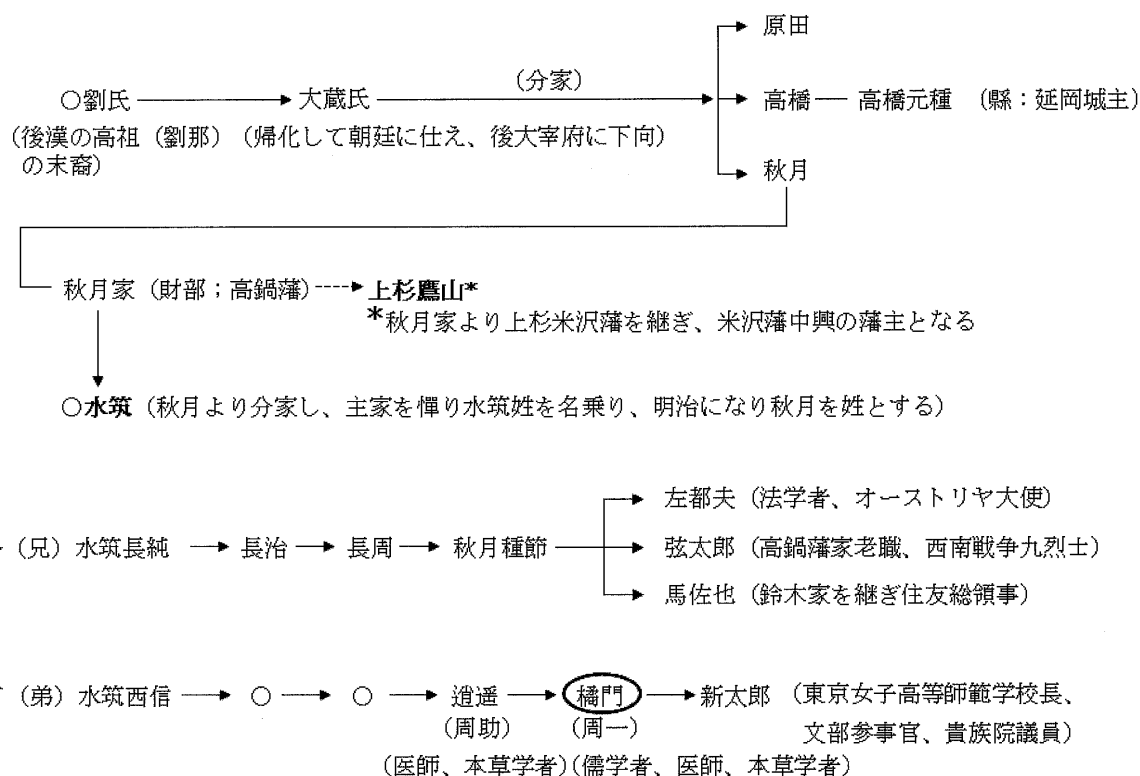 原田
(分家)
○劉氏 大蔵氏 高橋 高橋元種 (縣:延岡城主)
(後漢の高祖(劉那) (帰化して朝廷に仕え、後大宰府に下向)
の末裔)
秋月
秋月家(財部;高鍋藩) 上杉鷹山*
*秋月家より上杉米沢藩を継ぎ、米沢藩中興の藩主となる
○水筑(秋月より分家し、主家を憚り水筑姓を名乗り、明治になり秋月を姓とする)
左都夫(法学者、オーストリヤ大使)
(兄)水筑長純 長治 長周 秋月種節 弦太郎(高鍋藩家老職、西南戦争九烈士)
馬佐也(鈴木家を継ぎ住友総領事)
(弟)水筑西信 ○ ○ 逍遥 橘門 新太郎 (東京女子高等師範学校長、
(周助) (周一) 文部参事官、貴族院議員)
(医師、本草学者)(儒学者、医師、本草学者)